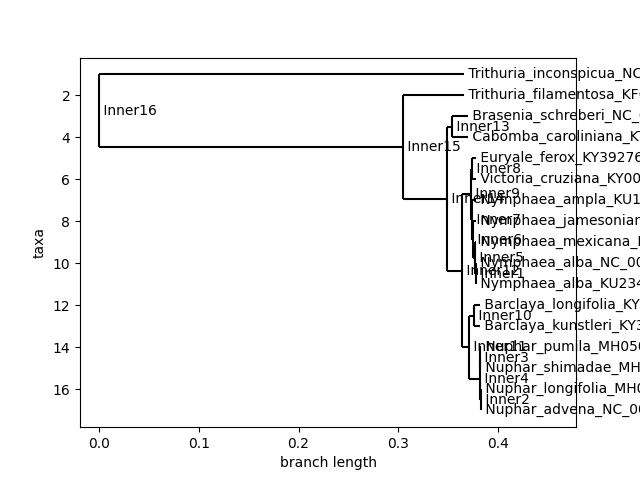 Trithuria_inconspicua_NC
Inner16
2
Trithuria_filamentosa_KF
Brasenia_schreberi_NC_
Inner13
4
Cabomba_caroliniana_K
Inner15
Euryale_ferox_KY39276
Inner8
6
Victoria_cruziana_KY00
Inner9
Nymphaea_ampla_KU1
8
Inner7
Nymphaea_jamesonian
taxa
Inner6
Nymphaea_mexicana_
10
Inner5
Nymphaea_alba_NC_00
Inner12
Inner1
Nymphaea_alba_KU234
12
Barclaya_longifolia_KY
Inner10
Barclaya_kunstleri_KY3
14
Inner11
Nuphar_pumila_MH050
Inner3
Nuphar_shimadae_MH
Inner4
16
Nuphar_longifolia_MH0
Inner2
Nuphar_advena_NC_00
0.0 0.1 0.2 0.3 0.4
branch length